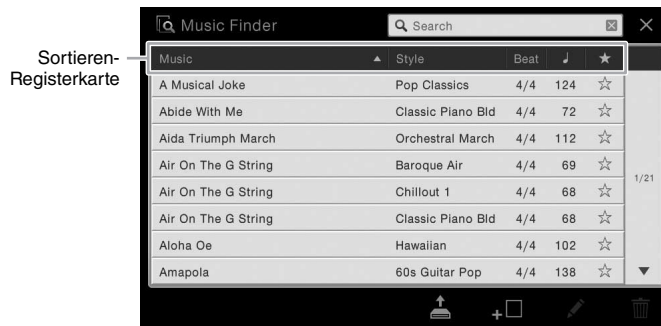 Music Finder
Search
Sortieren-
Registerkarte
Music Style Beat ♩ ★
A Musical Joke Pop Classics 4/4 124 ☆
Abide With Me Classic Piano Bld 4/4 72 ☆
Aida Triumph March Orchestral March 4/4 112 ☆
Air On The G String Baroque Air 4/4 69 ☆
Air On The G String Chillout 1 4/4 68 ☆
Air On The G String Classic Piano Bld 4/4 68 ☆
Aloha Oe Hawaiian 4/4 102 ☆
Amapola 60s Guitar Pop 4/4 138 ☆
1/21